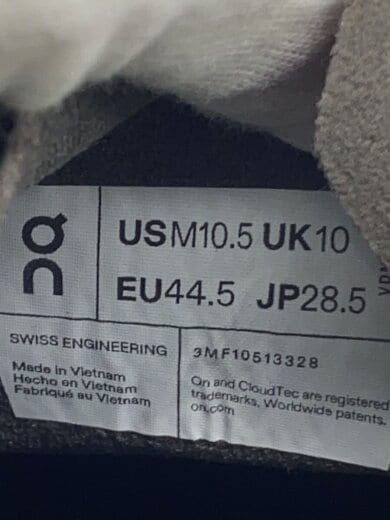 USM10.5 UK10
EU44.5 JP28.5
SWISS ENGINEERING
Made in Vietnam
Hecho en Vietnam
Fabriqué au Vietnam
3MF10513328
On and CloudTec are registered
trademarks. Worldwide patents.
on.com